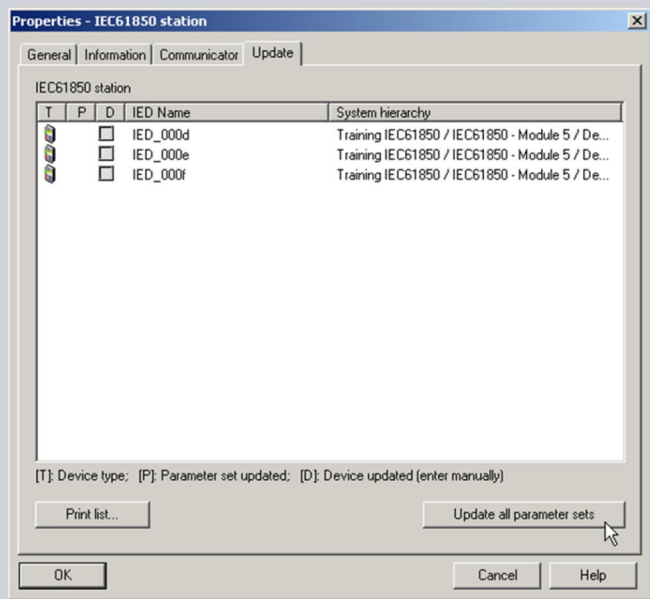 Properties - IEC61850 station
General Information Communicator Update
IEC61850 station
T P D IED Name System hierarchy
IED_000d Training IEC61850 / IEC61850 - Module 5 / De...
IED_000e Training IEC61850 / IEC61850 - Module 5 / De...
IED_000f Training IEC61850 / IEC61850 - Module 5 / De...
[T]: Device type; [P]: Parameter set updated; [D]: Device updated (enter manually)
Print list... Update all parameter sets
OK Cancel Help